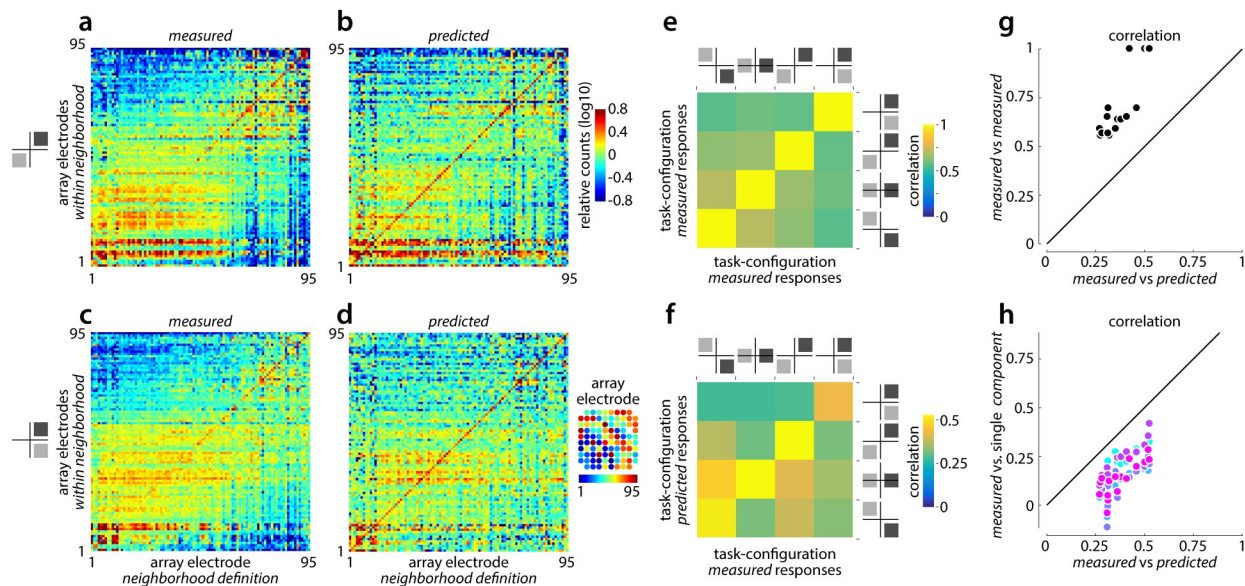 a
measured
95
array electrodes
within neighborhood
1
1
95
b
predicted
1
95
relative counts (log10)
0.8
0.4
0
-0.4
-0.8
c
measured
95
array electrodes
within neighborhood
1
1
95
array electrode
neighborhood definition
d
predicted
1
95
array
electrode
1
95
e
task-configuration
measured responses
task-configuration
measured responses
correlation
1
0.5
0
f
task-configuration
predicted responses
task-configuration
measured responses
correlation
0.5
0.25
0
g
correlation
measured vs measured
1
0.75
0.5
0.25
0
0
0.25
0.5
0.75
1
measured vs predicted
h
correlation
measured vs. single component
0.75
0.5
0.25
0
0
0.25
0.5
0.75
1
measured vs predicted